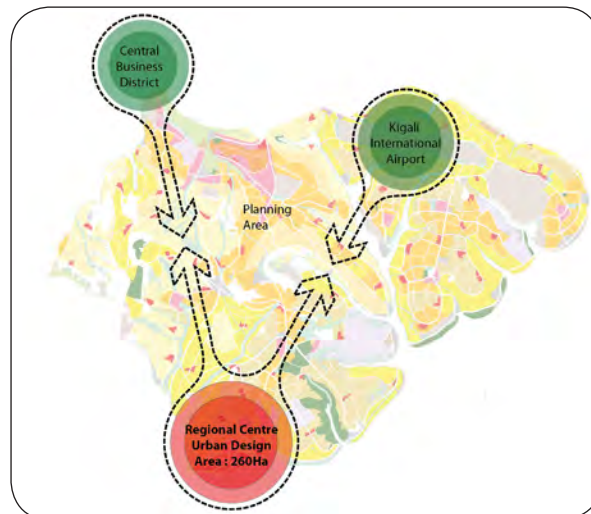 Central
Business
District
Kigali
International
Airport
Planning
Area
Regional Centre
Urban Design
Area : 260Ha